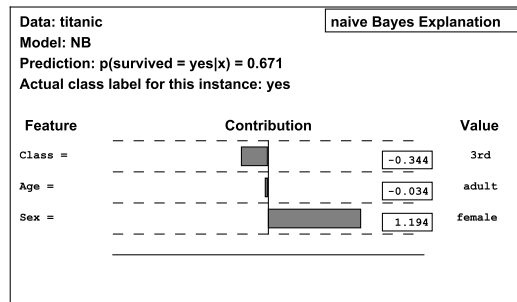 Data: titanic
naive Bayes Explanation
Model: NB
Prediction: p(survived = yes|x) = 0.671
Actual class label for this instance: yes
Feature Contribution Value
Class = -0.344 3rd
Age = -0.034 adult
Sex = 1.194 female